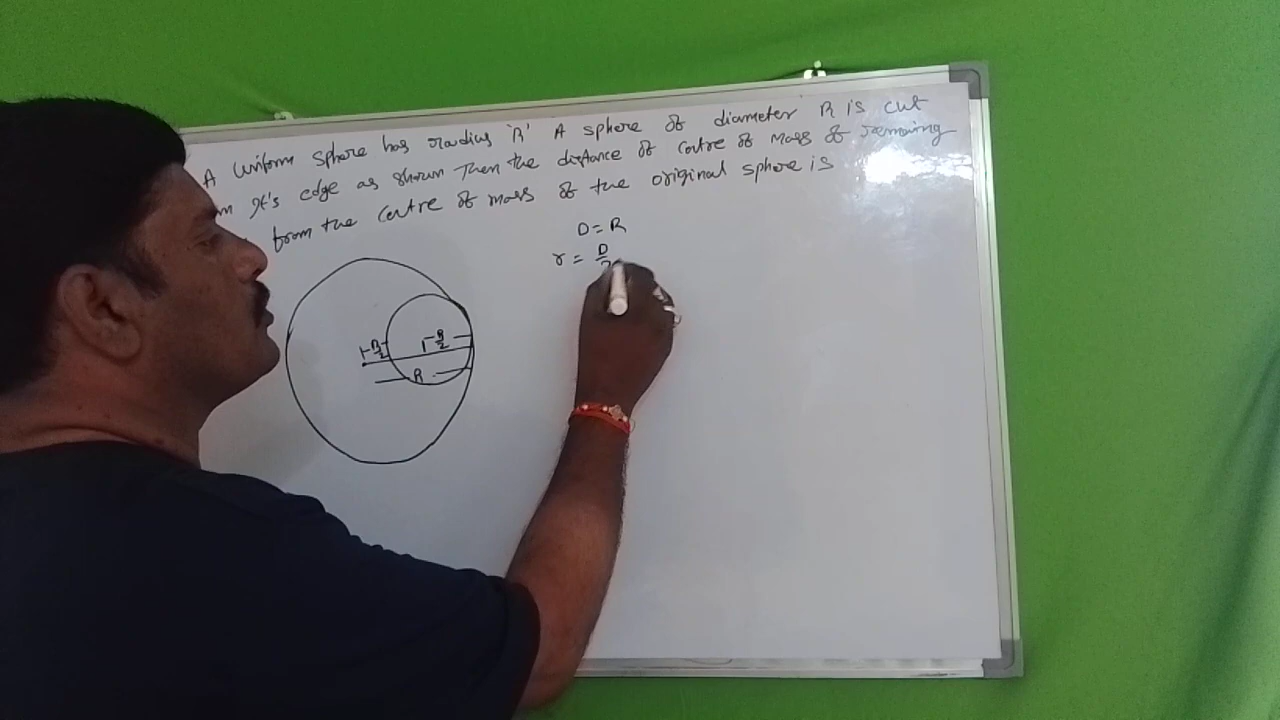 A uniform sphere has radius 'R' A sphere of diameter R is cut
m It's edge as shown Then the distance of centre of mass of remaining
from the centre of mass of the original sphere is
D = R
r = D/2
R/2
R/2
R